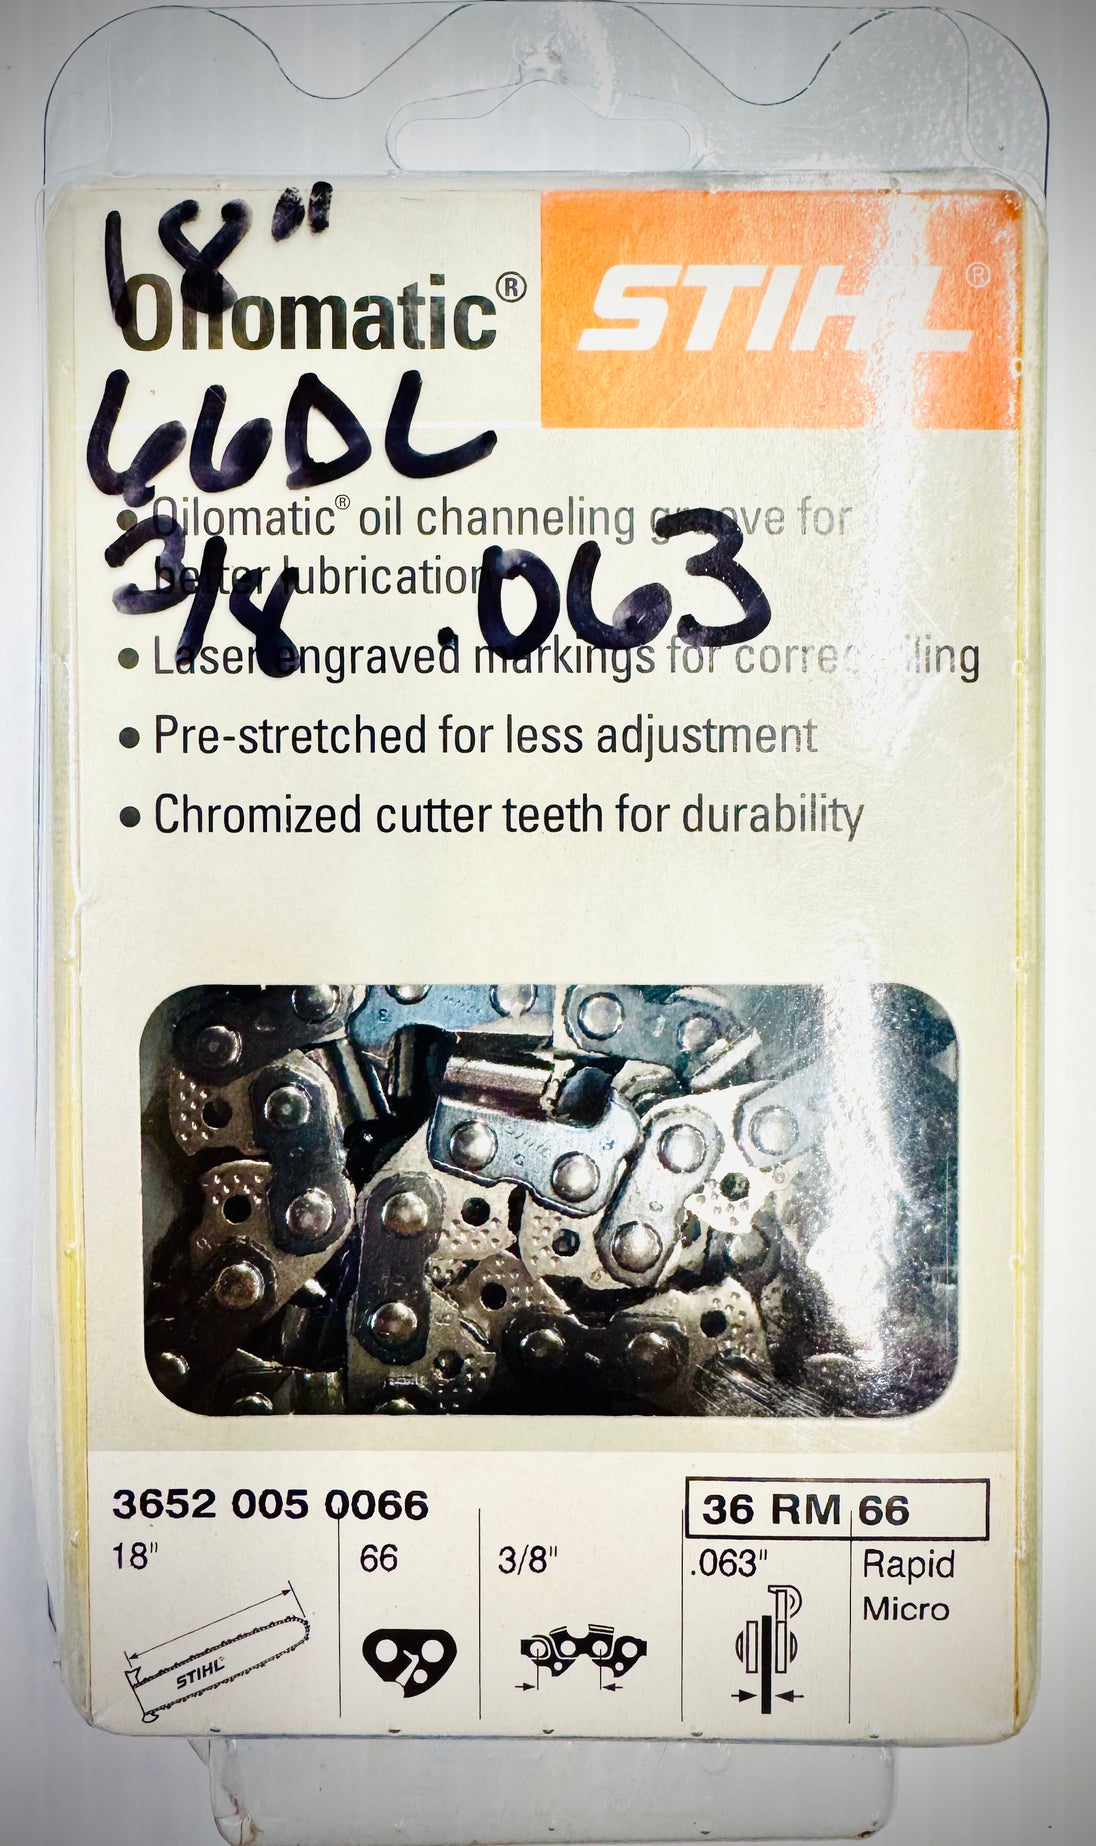 18"
Oilomatic®
STIHL®
66DL
• Oilomatic® oil channeling groove for
better lubrication
3/8 .063
• Laser engraved markings for correct filing
• Pre-stretched for less adjustment
• Chromized cutter teeth for durability
3652 005 0066
36 RM 66
18"
66
3/8"
.063"
Rapid
Micro
STIHL